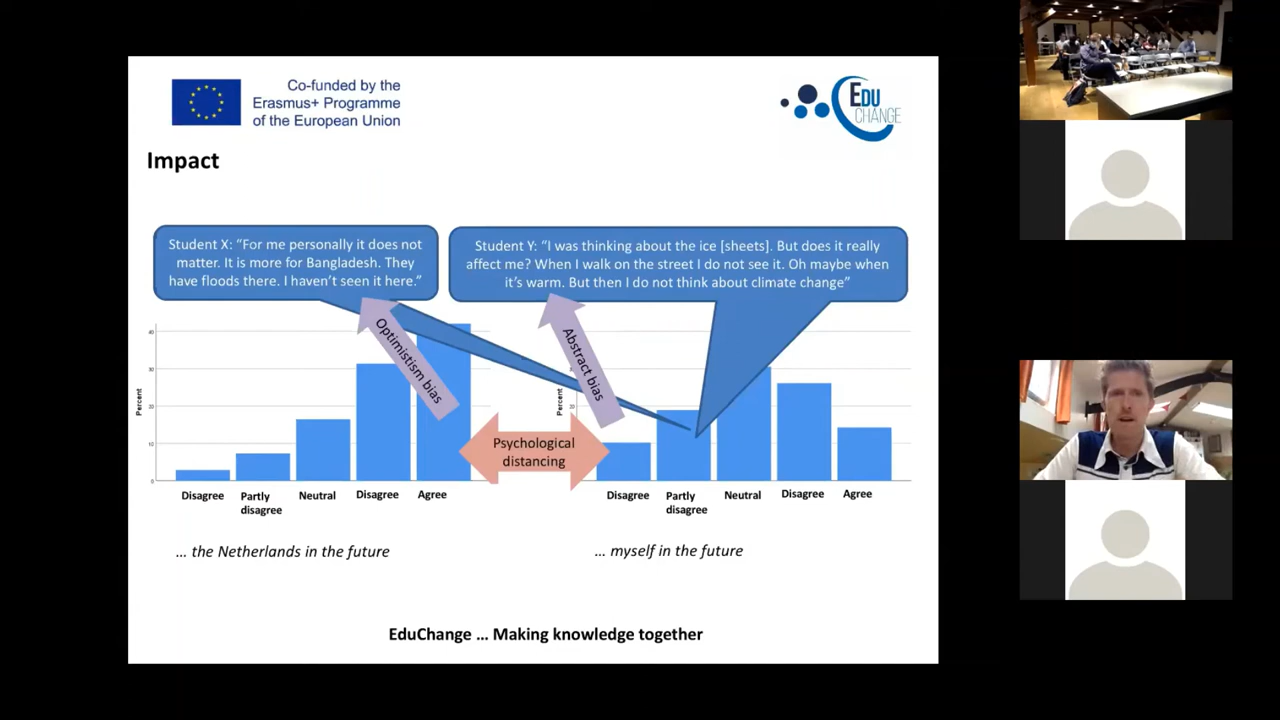 Co-funded by the
Erasmus+ Programme
of the European Union
EDU
CHANGE
Impact
Student X: “For me personally it does not
matter. It is more for Bangladesh. They
have floods there. I haven’t seen it here.”
Student Y: “I was thinking about the ice [sheets]. But does it really
affect me? When I walk on the street I do not see it. Oh maybe when
it’s warm. But then I do not think about climate change”
Optimistism bias
Abstract bias
Psychological
distancing
Percent
40
30
20
10
0
Disagree
Partly
disagree
Neutral
Disagree
Agree
Percent
Disagree
Partly
disagree
Neutral
Disagree
Agree
… the Netherlands in the future
… myself in the future
EduChange … Making knowledge together